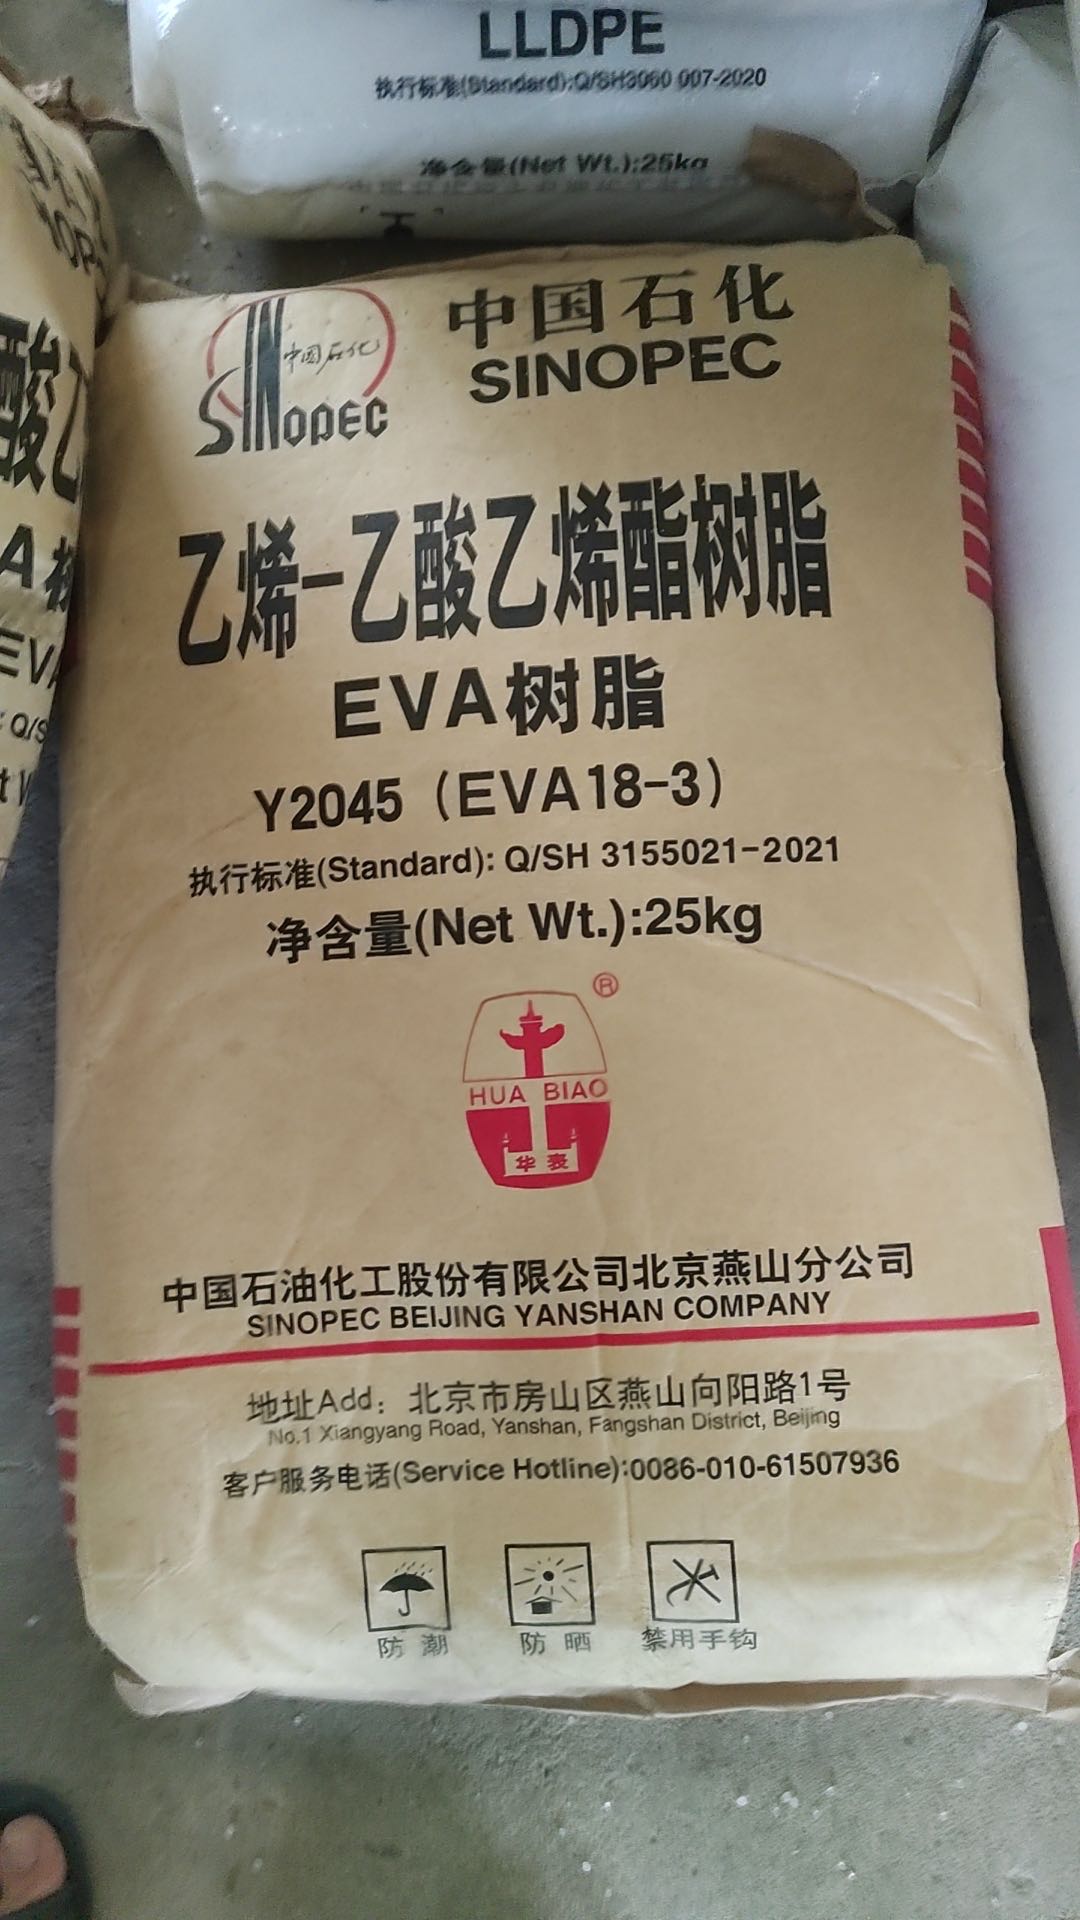 LLDPE
执行标准(Standard):Q/SH3060 007-2020
净含量(Net Wt.):25kg
中国石化
SINOPEC
中国石化
SINOPEC
乙烯-乙酸乙烯酯树脂
EVA树脂
Y2045（EVA18-3）
执行标准(Standard): Q/SH 3155021-2021
净含量(Net Wt.):25kg
®
HUA BIAO
华表
中国石油化工股份有限公司北京燕山分公司
SINOPEC BEIJING YANSHAN COMPANY
地址Add：北京市房山区燕山向阳路1号
No.1 Xiangyang Road, Yanshan, Fangshan District, Beijing
客户服务电话(Service Hotline):0086-010-61507936
防潮 防晒 禁用手钩
酸乙
A 树
EVA
: Q/S